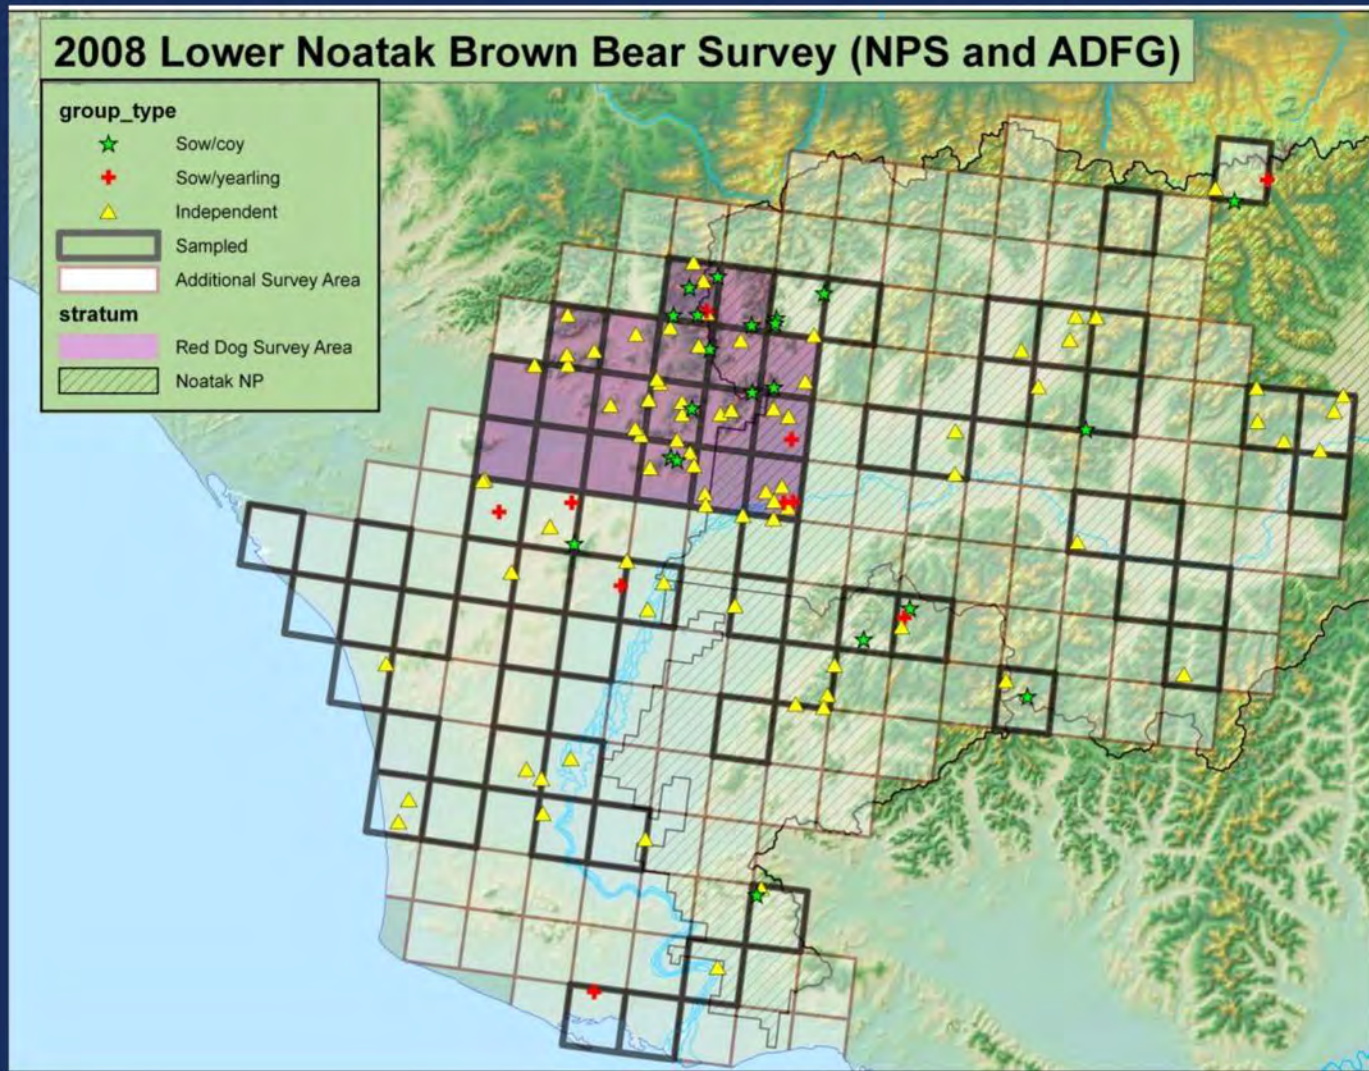 2008 Lower Noatak Brown Bear Survey (NPS and ADFG)
group_type
Sow/coy
Sow/yearling
Independent
Sampled
Additional Survey Area
stratum
Red Dog Survey Area
Noatak NP